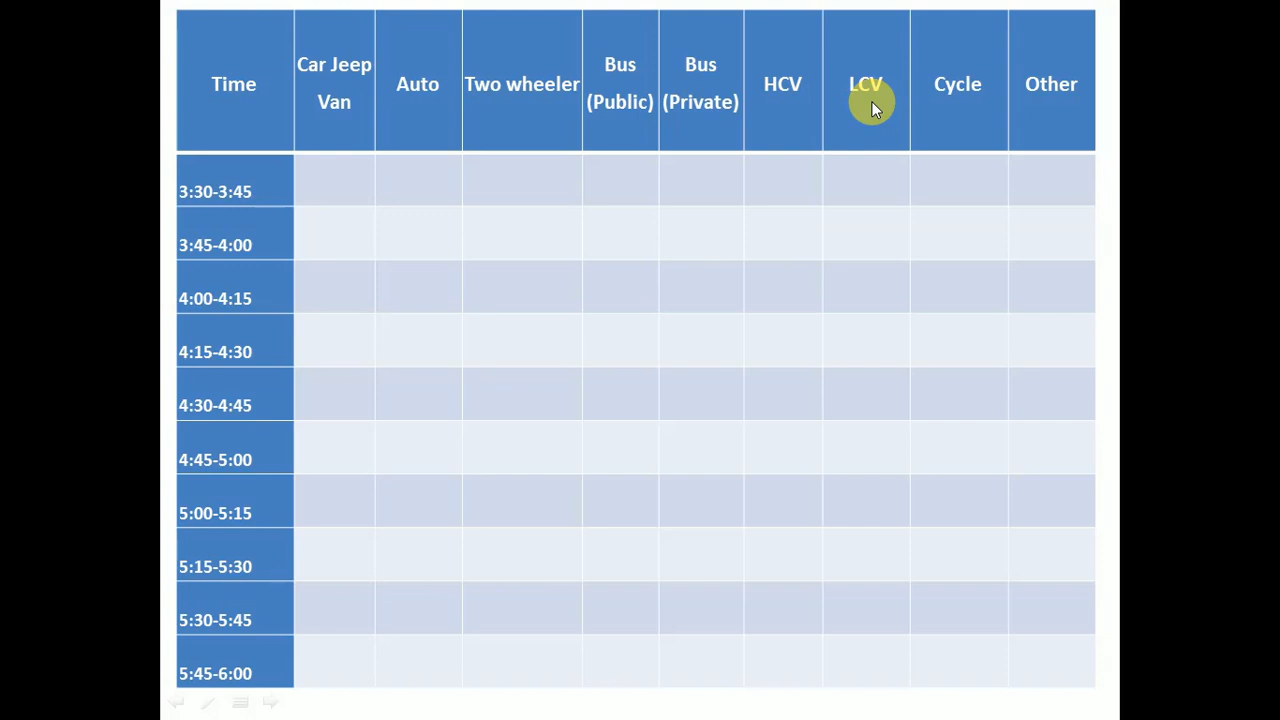 Time
Car Jeep
Van
Auto
Two wheeler
Bus
(Public)
Bus
(Private)
HCV
LCV
Cycle
Other
3:30-3:45
3:45-4:00
4:00-4:15
4:15-4:30
4:30-4:45
4:45-5:00
5:00-5:15
5:15-5:30
5:30-5:45
5:45-6:00